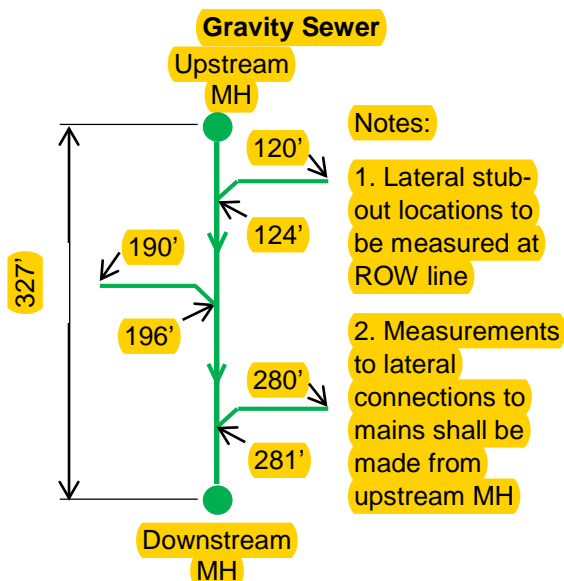 Gravity Sewer
Upstream
MH
120’
124’
190’
196’
327’
280’
281’
Downstream
MH
Notes:
1. Lateral stub-
out locations to
be measured at
ROW line
2. Measurements
to lateral
connections to
mains shall be
made from
upstream MH